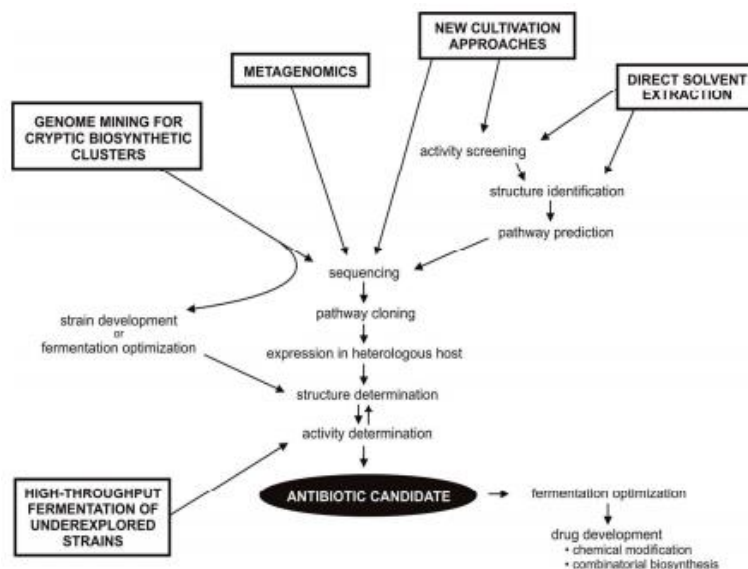 NEW CULTIVATION
APPROACHES
METAGENOMICS
DIRECT SOLVENT
EXTRACTION
GENOME MINING FOR
CRYPTIC BIOSYNTHETIC
CLUSTERS
activity screening
structure identification
pathway prediction
sequencing
pathway cloning
strain development
or
fermentation optimization
expression in heterologous host
structure determination
activity determination
HIGH-THROUGHPUT
FERMENTATION OF
UNDEREXPLORED
STRAINS
ANTIBIOTIC CANDIDATE
fermentation optimization
drug development
• chemical modification
• combinatorial biosynthesis